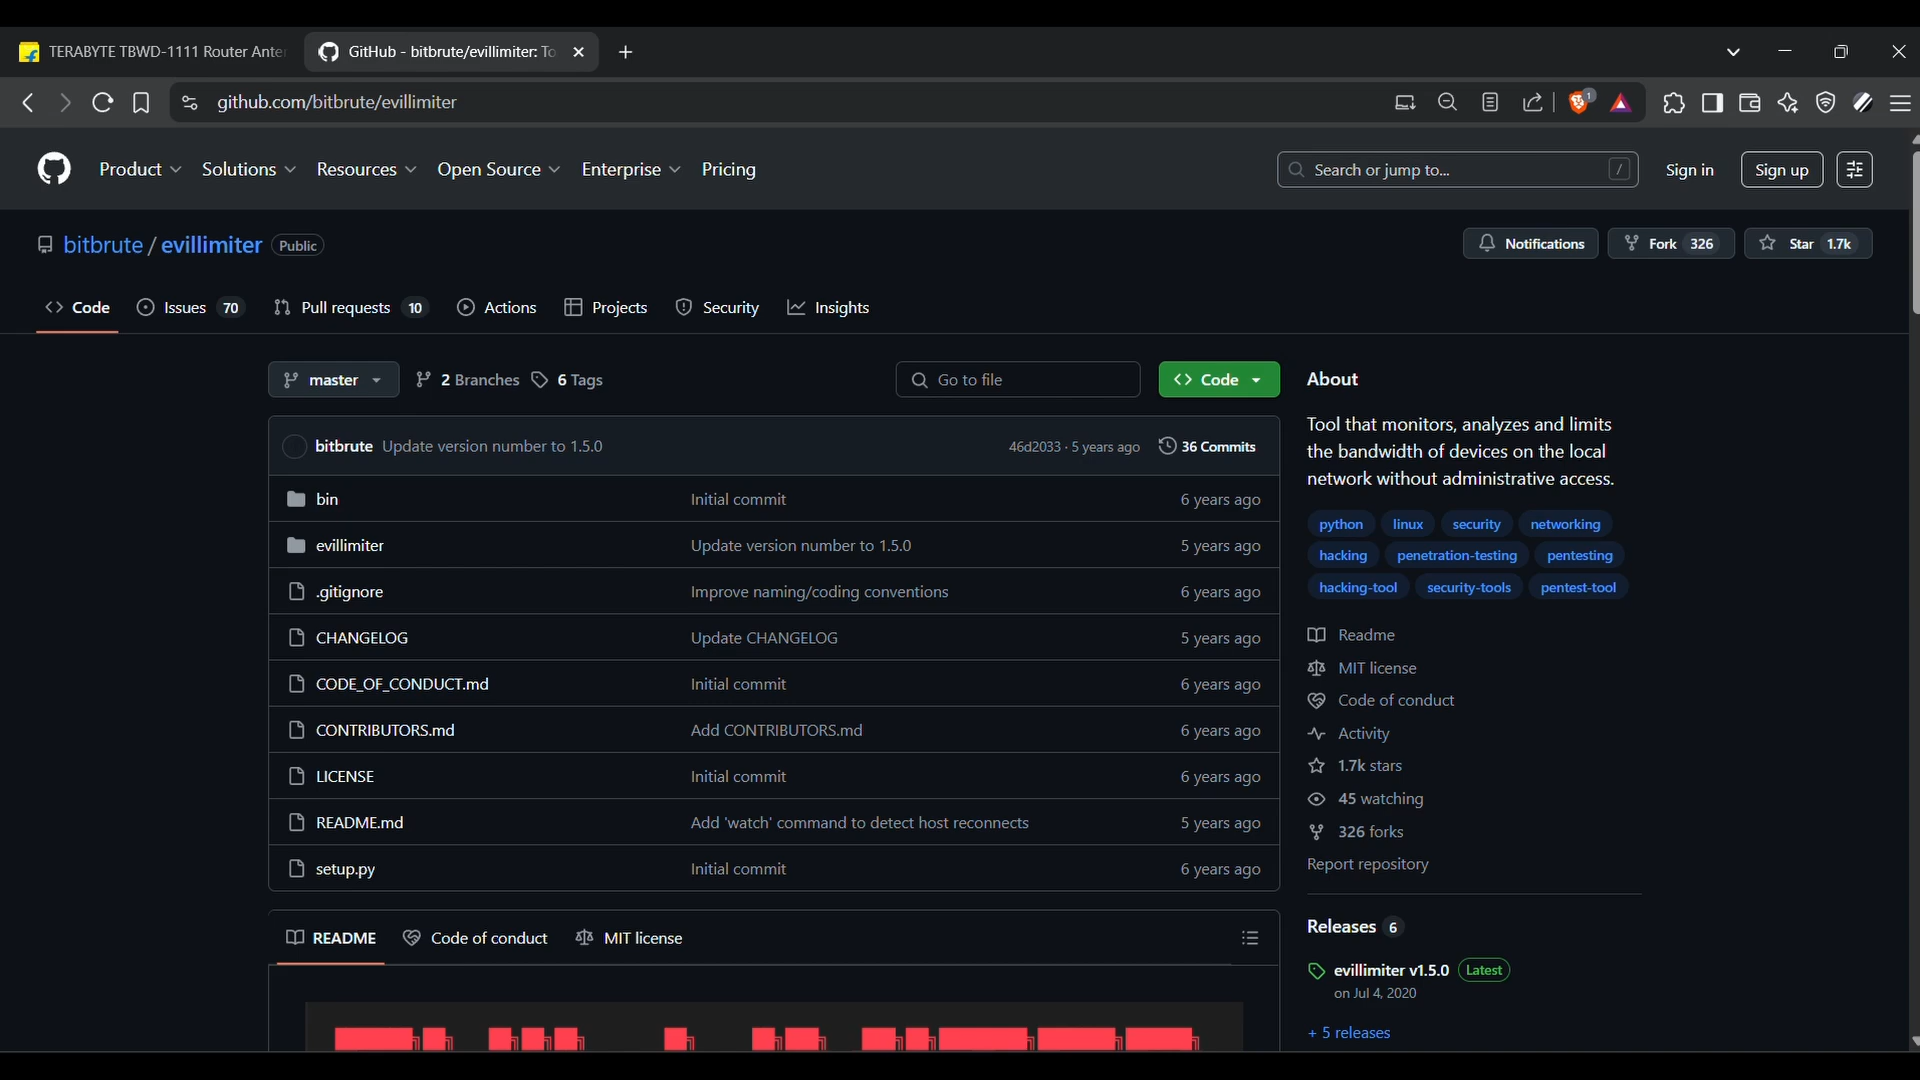 TERABYTE TBWD-1111 Router Ante
GitHub - bitbrute/evillimiter: To
github.com/bitbrute/evillimiter
1
Product Solutions Resources Open Source Enterprise Pricing
Search or jump to... /
Sign in
Sign up
bitbrute / evillimiter Public
Notifications
Fork 326
Star 1.7k
Code
Issues 70
Pull requests 10
Actions
Projects
Security
Insights
master
2 Branches
6 Tags
Go to file
Code
bitbrute Update version number to 1.5.0 46d2033 · 5 years ago 36 Commits
bin Initial commit 6 years ago
evillimiter Update version number to 1.5.0 5 years ago
.gitignore Improve naming/coding conventions 6 years ago
CHANGELOG Update CHANGELOG 5 years ago
CODE_OF_CONDUCT.md Initial commit 6 years ago
CONTRIBUTORS.md Add CONTRIBUTORS.md 6 years ago
LICENSE Initial commit 6 years ago
README.md Add 'watch' command to detect host reconnects 5 years ago
setup.py Initial commit 6 years ago
README Code of conduct MIT license
About
Tool that monitors, analyzes and limits
the bandwidth of devices on the local
network without administrative access.
python linux security networking
hacking penetration-testing pentesting
hacking-tool security-tools pentest-tool
Readme
MIT license
Code of conduct
Activity
1.7k stars
45 watching
326 forks
Report repository
Releases 6
evillimiter v1.5.0 Latest
on Jul 4, 2020
+ 5 releases